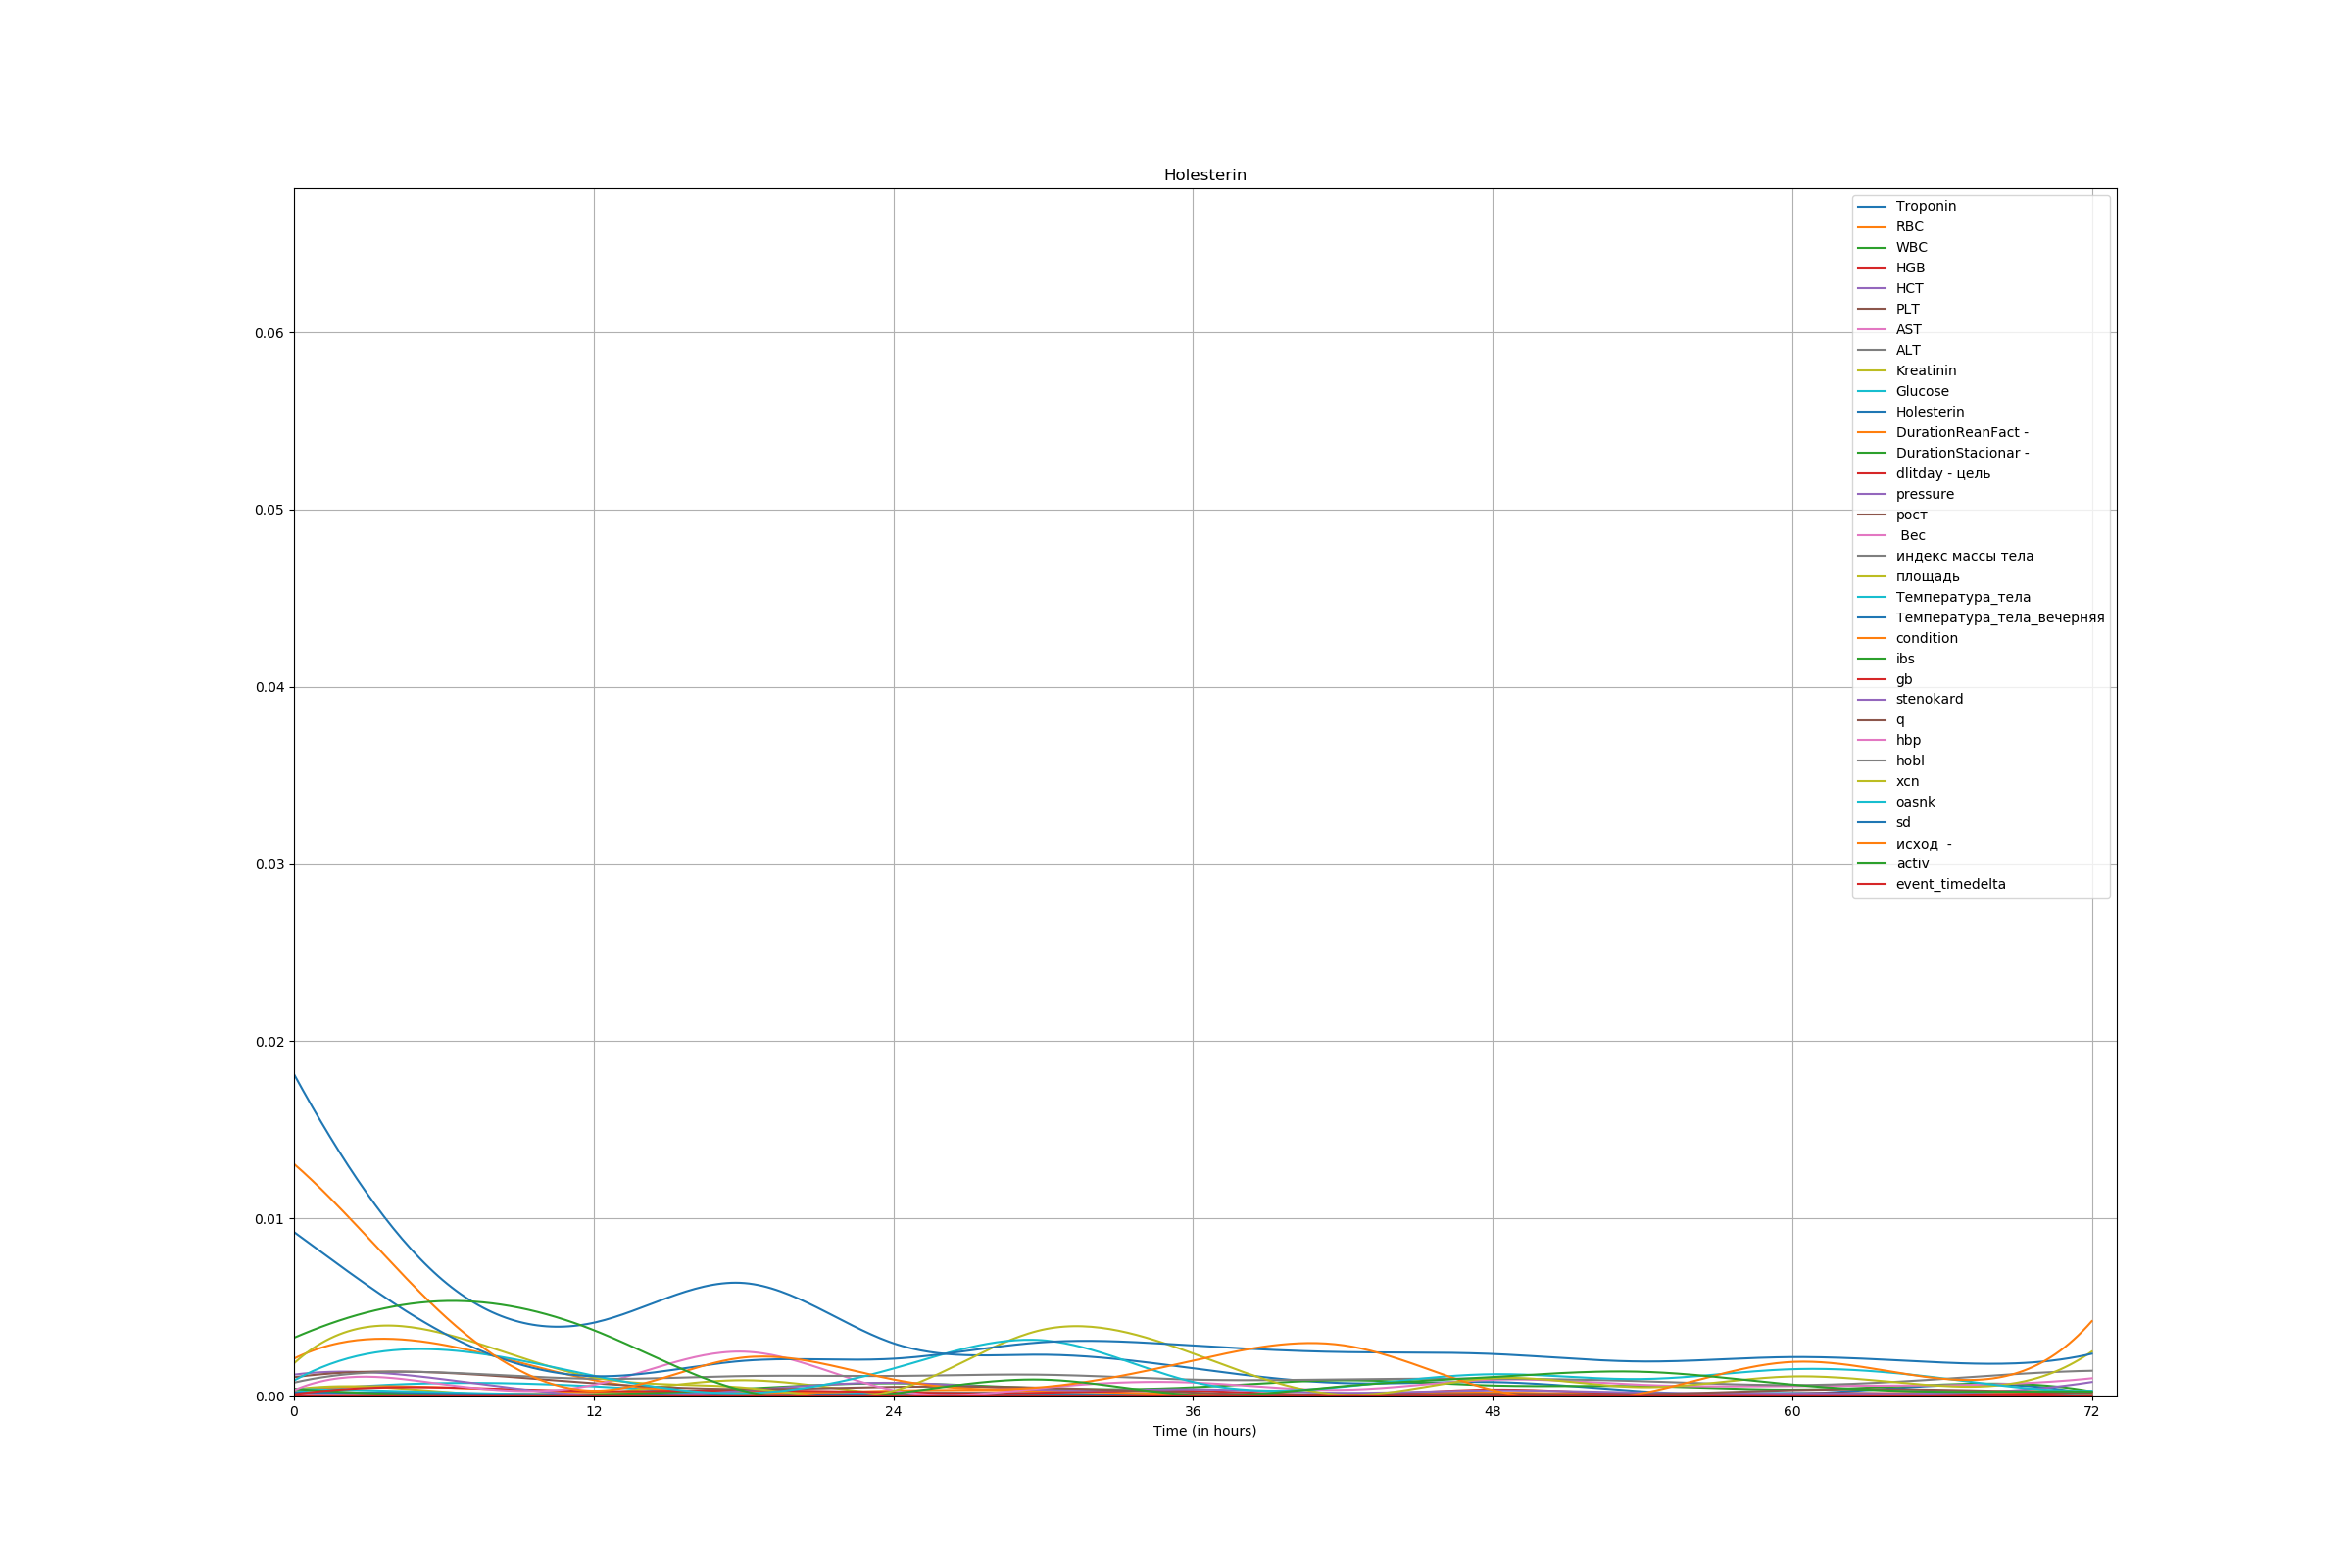 Holesterin
Troponin
RBC
WBC
HGB
HCT
PLT
AST
ALT
Kreatinin
Glucose
Holesterin
DurationReanFact -
DurationStacionar -
dlitday - цель
pressure
рост
Вес
индекс массы тела
площадь
Температура_тела
Температура_тела_вечерняя
condition
ibs
gb
stenokard
q
hbp
hobl
xcn
oasnk
sd
исход  -
activ
event_timedelta
0.06
0.05
0.04
0.03
0.02
0.01
0.00
0 12 24 36 48 60 72
Time (in hours)